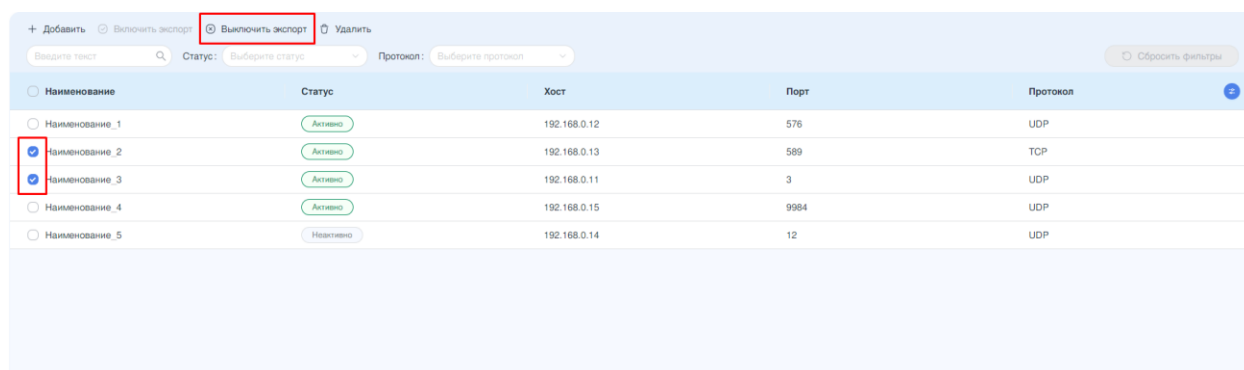 + Добавить Включить экспорт Выключить экспорт Удалить
Введите текст Статус: Выберите статус Протокол: Выберите протокол Сбросить фильтры
Наименование Статус Хост Порт Протокол
Наименование_1 Активно 192.168.0.12 576 UDP
Наименование_2 Активно 192.168.0.13 589 TCP
Наименование_3 Активно 192.168.0.11 3 UDP
Наименование_4 Активно 192.168.0.15 9984 UDP
Наименование_5 Неактивно 192.168.0.14 12 UDP